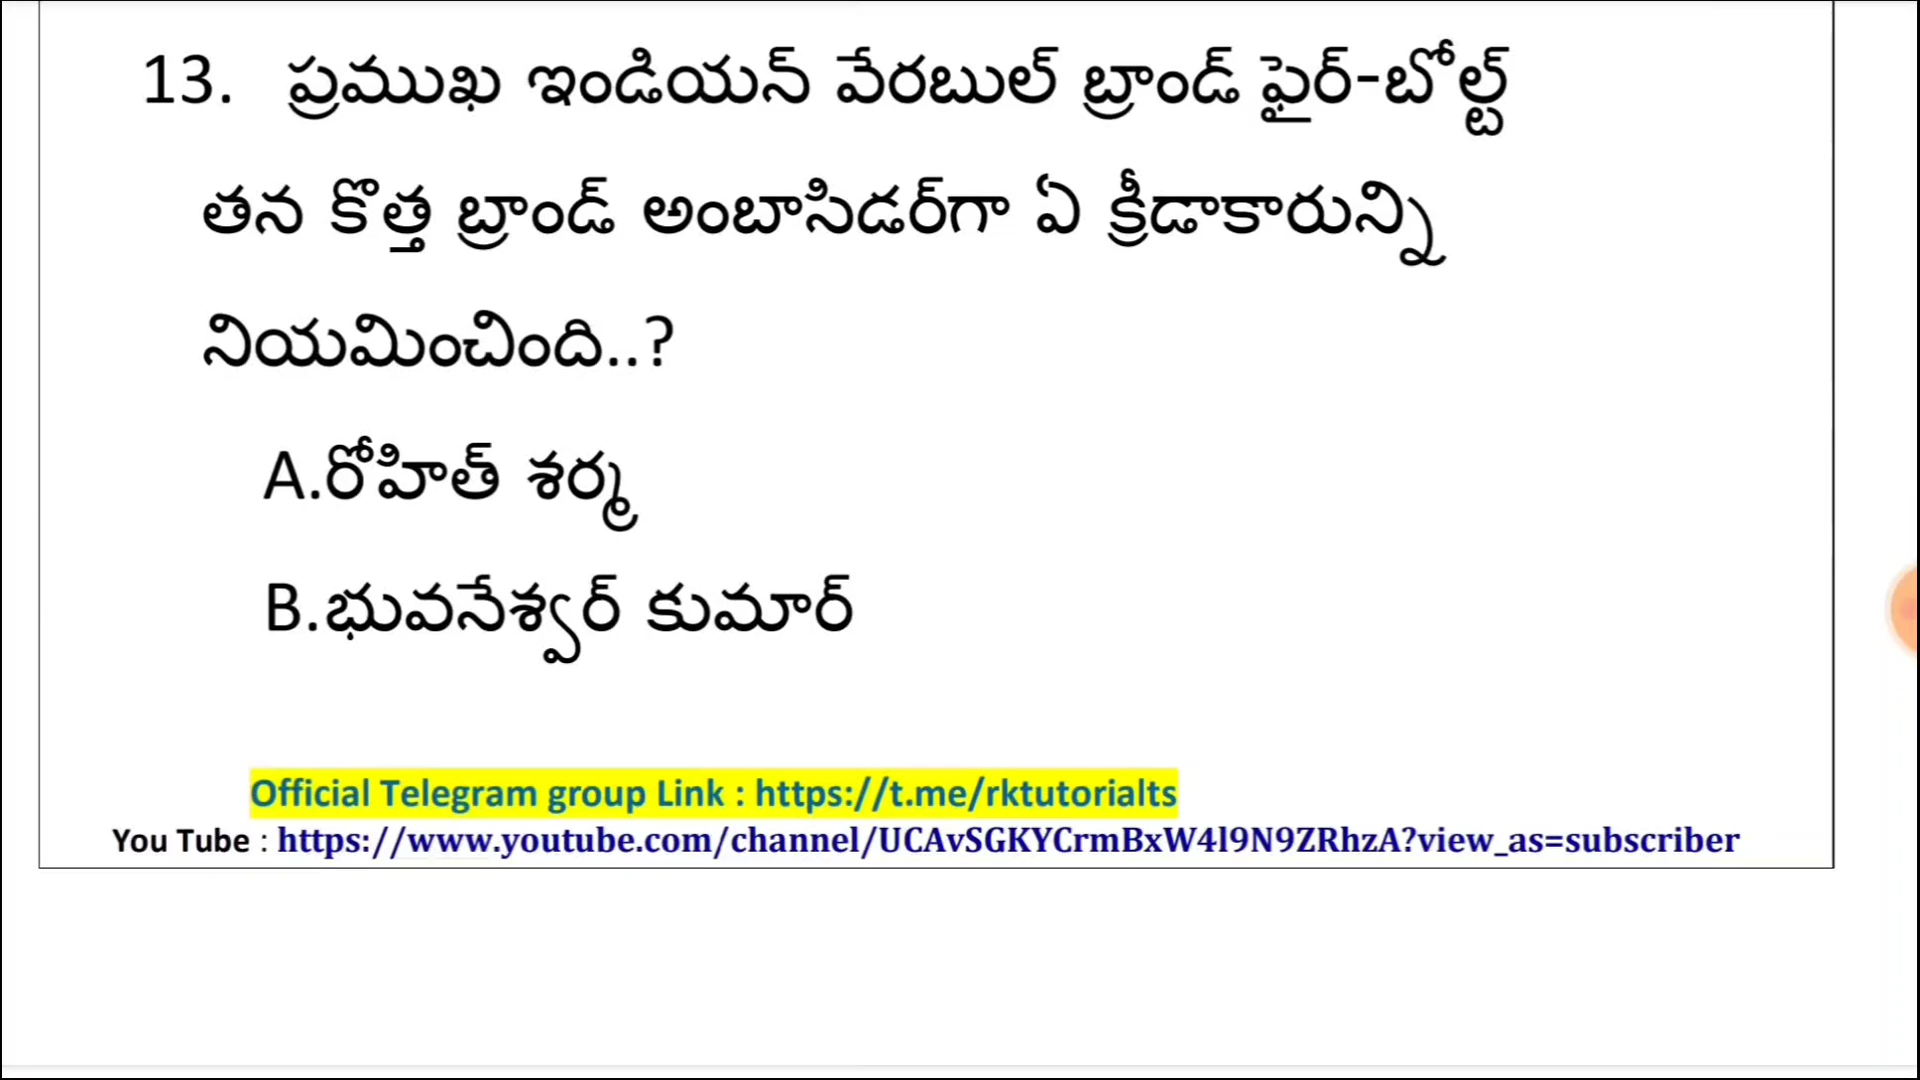 13. ప్రముఖ ఇండియన్ వేరబుల్ బ్రాండ్ ఫైర్-బోల్ట్
తన కొత్త బ్రాండ్ అంబాసిడర్‌గా ఏ క్రీడాకారున్ని
నియమించింది..?
A.రోహిత్ శర్మ
B.భువనేశ్వర్ కుమార్
Official Telegram group Link : https://t.me/rktutorialts
You Tube : https://www.youtube.com/channel/UCAvSGKYCrmBxW4l9N9ZRhzA?view_as=subscriber